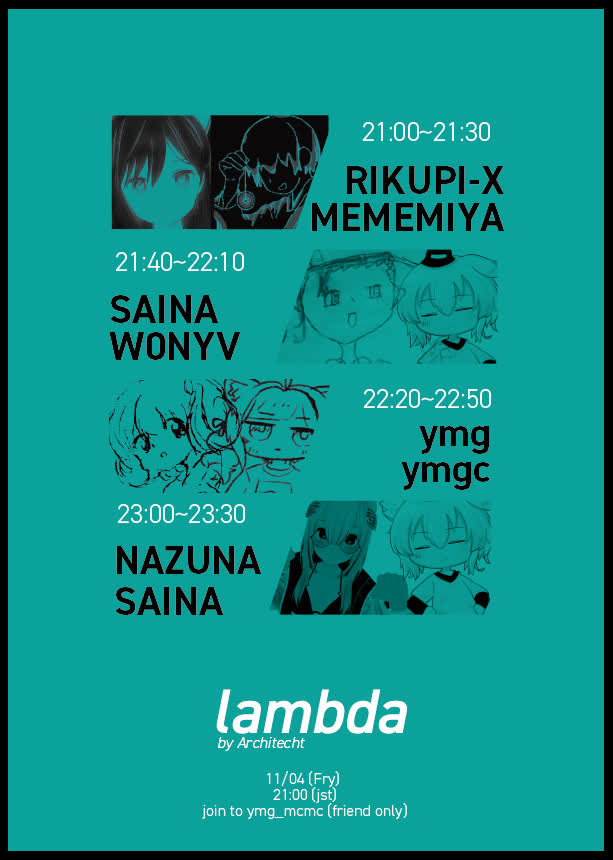 21:00~21:30
RIKUPI-X
MEMEMIYA
21:40~22:10
SAINA
W0NYV
22:20~22:50
ymg
ymgc
23:00~23:30
NAZUNA
SAINA
lambda
by Architecht
11/04 (Fry)
21:00 (jst)
join to ymg_mcmc (friend only)